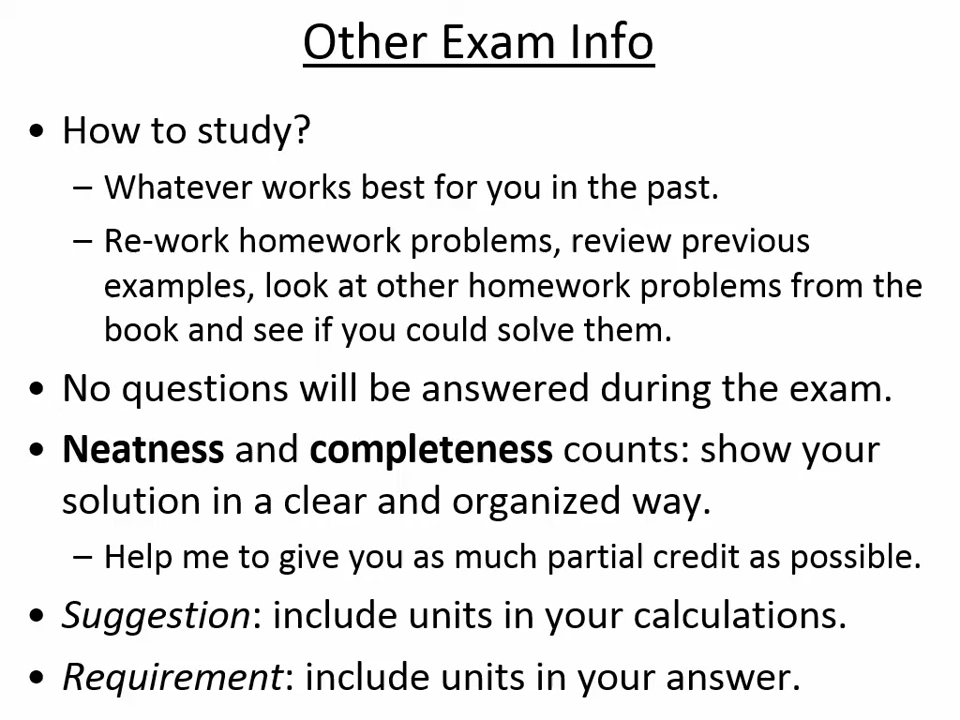 Other Exam Info
• How to study?
– Whatever works best for you in the past.
– Re-work homework problems, review previous
examples, look at other homework problems from the
book and see if you could solve them.
• No questions will be answered during the exam.
• Neatness and completeness counts: show your
solution in a clear and organized way.
– Help me to give you as much partial credit as possible.
• Suggestion: include units in your calculations.
• Requirement: include units in your answer.